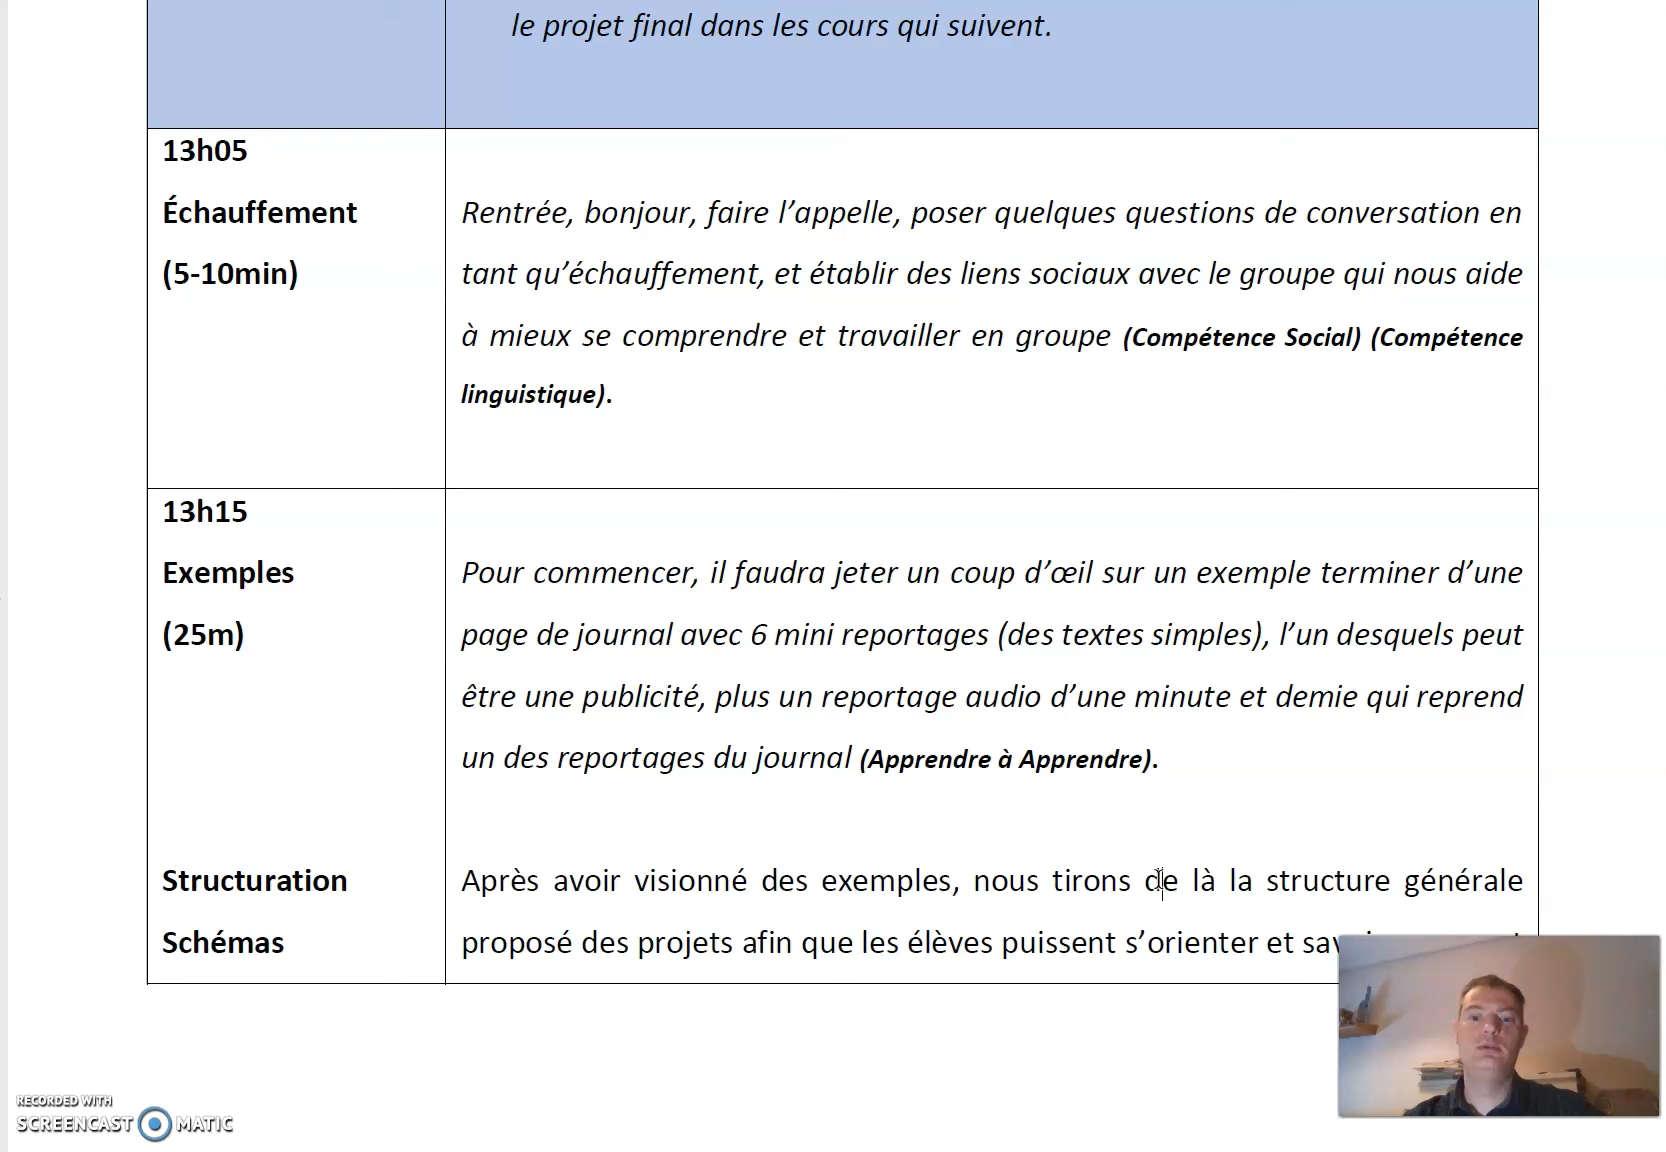 le projet final dans les cours qui suivent.
13h05
Échauffement
(5-10min)
Rentrée, bonjour, faire l’appelle, poser quelques questions de conversation en
tant qu’échauffement, et établir des liens sociaux avec le groupe qui nous aide
à mieux se comprendre et travailler en groupe (Compétence Social) (Compétence
linguistique).
13h15
Exemples
(25m)
Pour commencer, il faudra jeter un coup d’œil sur un exemple terminer d’une
page de journal avec 6 mini reportages (des textes simples), l’un desquels peut
être une publicité, plus un reportage audio d’une minute et demie qui reprend
un des reportages du journal (Apprendre à Apprendre).
Structuration
Schémas
Après avoir visionné des exemples, nous tirons de là la structure générale
proposé des projets afin que les élèves puissent s’orienter et
RECORDED WITH
SCREENCAST MATIC